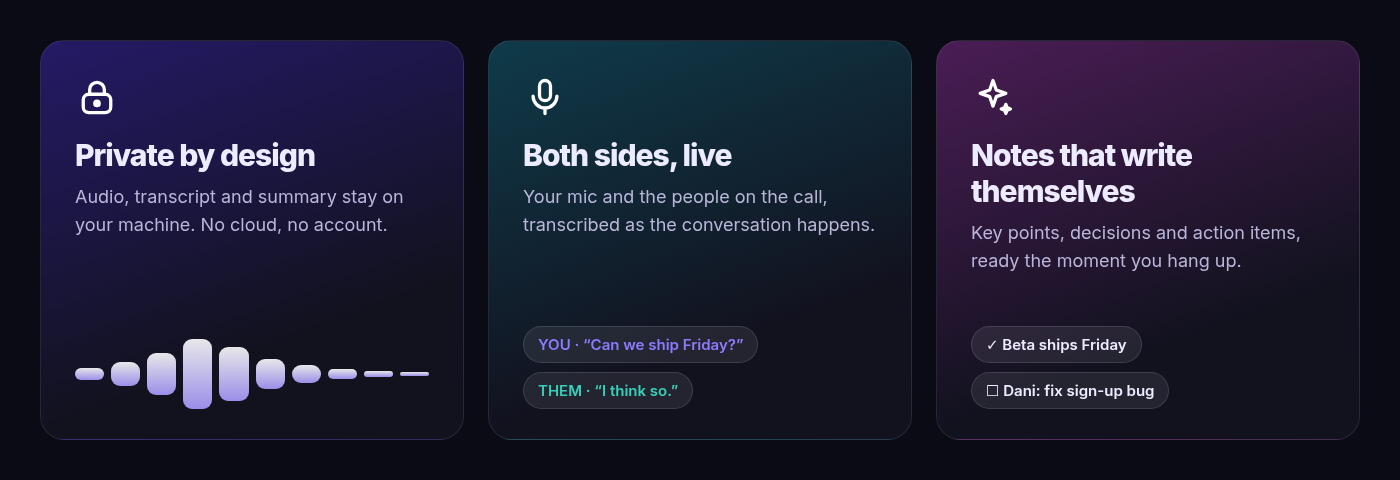 Private by design
Audio, transcript and summary stay on
your machine. No cloud, no account.
Both sides, live
Your mic and the people on the call,
transcribed as the conversation happens.
YOU · “Can we ship Friday?”
THEM · “I think so.”
Notes that write
themselves
Key points, decisions and action items,
ready the moment you hang up.
✓ Beta ships Friday
☐ Dani: fix sign-up bug